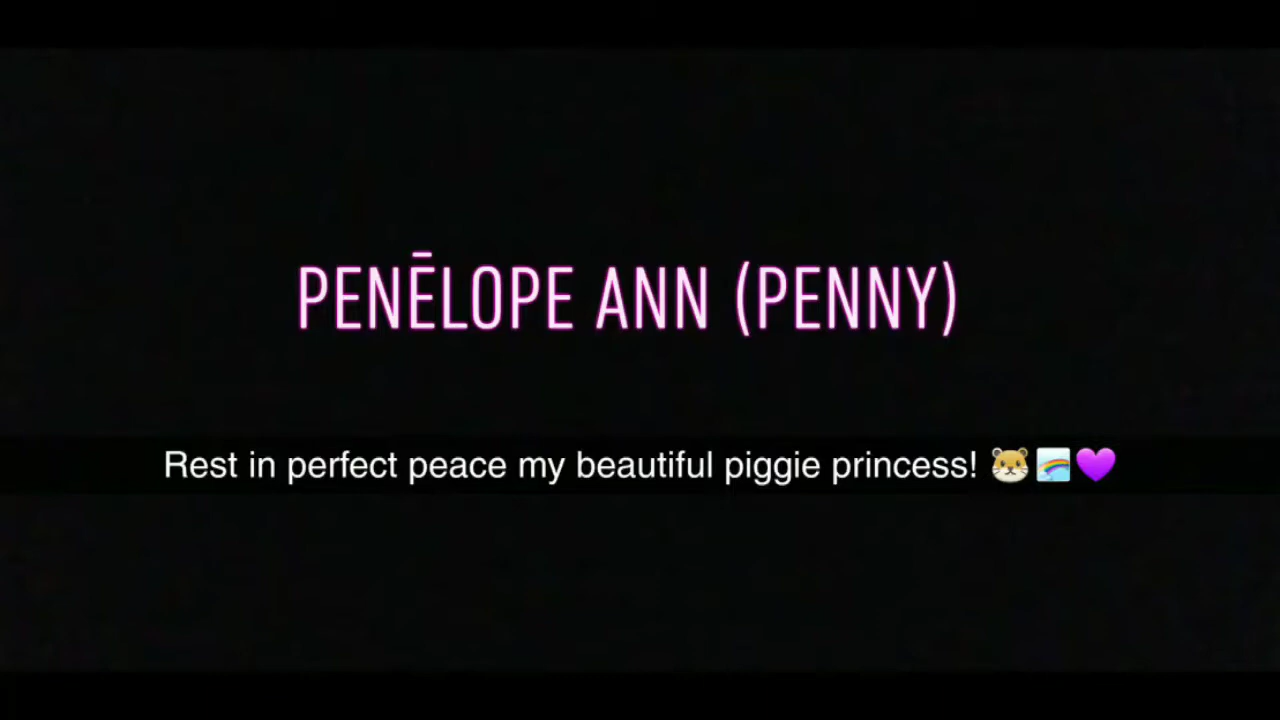 PENĒLOPE ANN (PENNY)
Rest in perfect peace my beautiful piggie princess! 🐹🌈💜